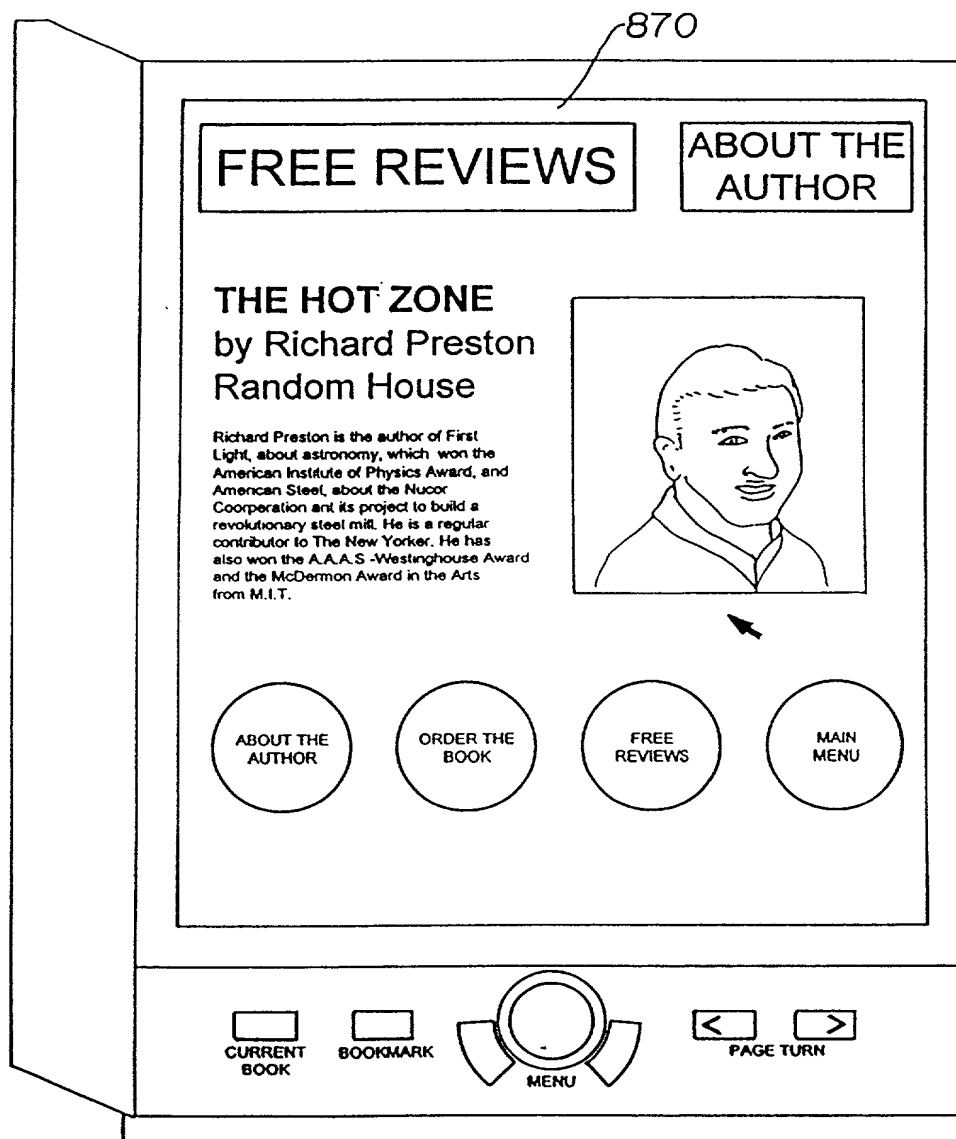 870
FREE REVIEWS
ABOUT THE
AUTHOR
THE HOT ZONE
by Richard Preston
Random House
Richard Preston is the author of First
Light, about astronomy, which won the
American Institute of Physics Award, and
American Steel, about the Nucor
Coorperation ant its project to build a
revolutionary steel mill. He is a regular
contributor to The New Yorker. He has
also won the A.A.A.S -Westinghouse Award
and the McDermon Award in the Arts
from M.I.T.
ABOUT THE
AUTHOR
ORDER THE
BOOK
FREE
REVIEWS
MAIN
MENU
CURRENT
BOOK
BOOKMARK
MENU
< >
PAGE TURN